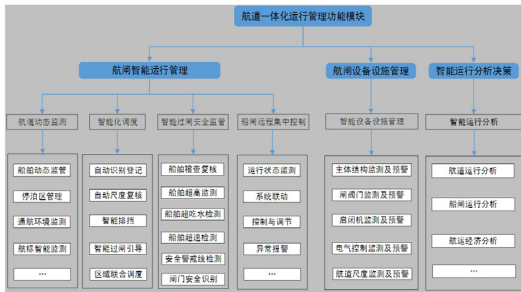 航道一体化运行管理功能模块
航闸智能运行管理
航闸设备设施管理
智能运行分析决策
航道动态监测
智能化调度
智能过闸安全监管
船闸远程集中控制
智能设备设施管理
智能运行分析
船舶动态监管
停泊区管理
通航环境监测
航标智能监测
…
自动识别登记
自动尺度复核
智能排挡
智能过闸引导
区域联合调度
船舶稽查复核
船舶超高监测
船舶超吃水检测
船舶超速检测
安全警戒线检测
闸门安全识别
运行状态监测
系统联动
控制与调节
异常报警
…
主体结构监测及预警
闸阀门监测及预警
启闭机监测及预警
电气控制监测及预警
航道尺度监测及预警
航道运行分析
船闸运行分析
航运经济分析
…